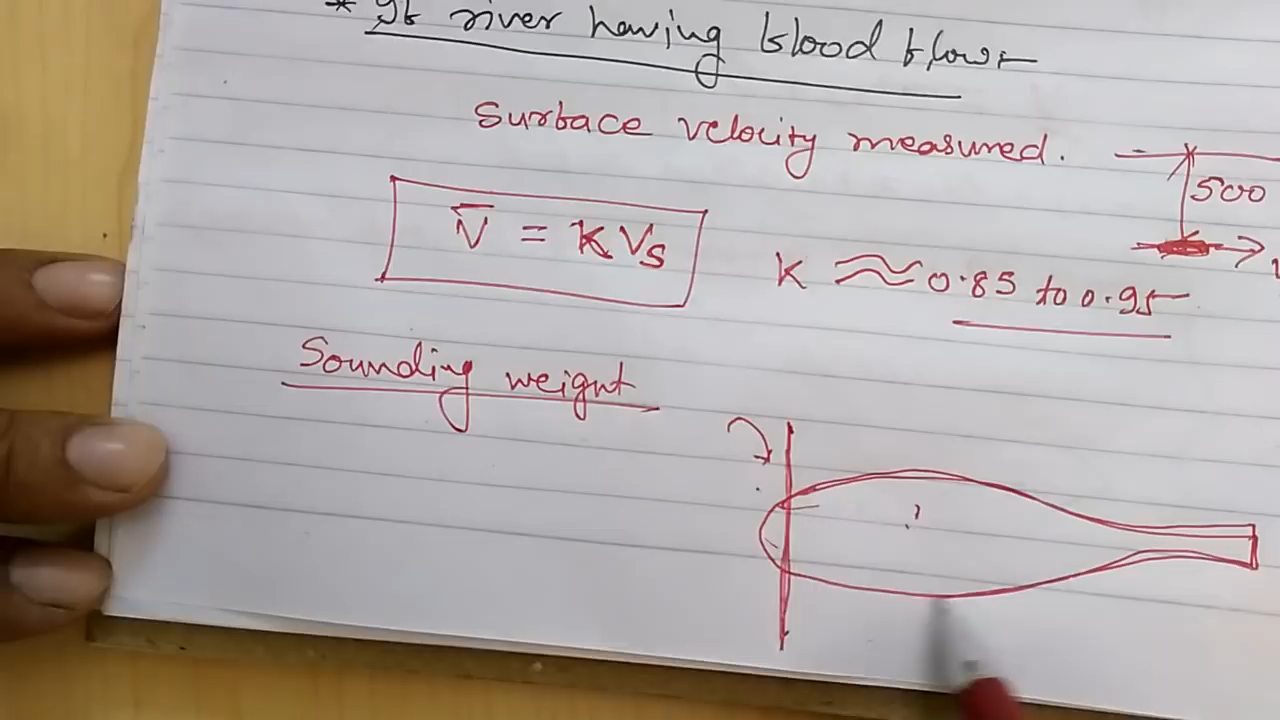 * If river having flood flow
Surface velocity measured.
500
V̄ = K Vs
K ≈ 0.85 to 0.95
Sounding weight